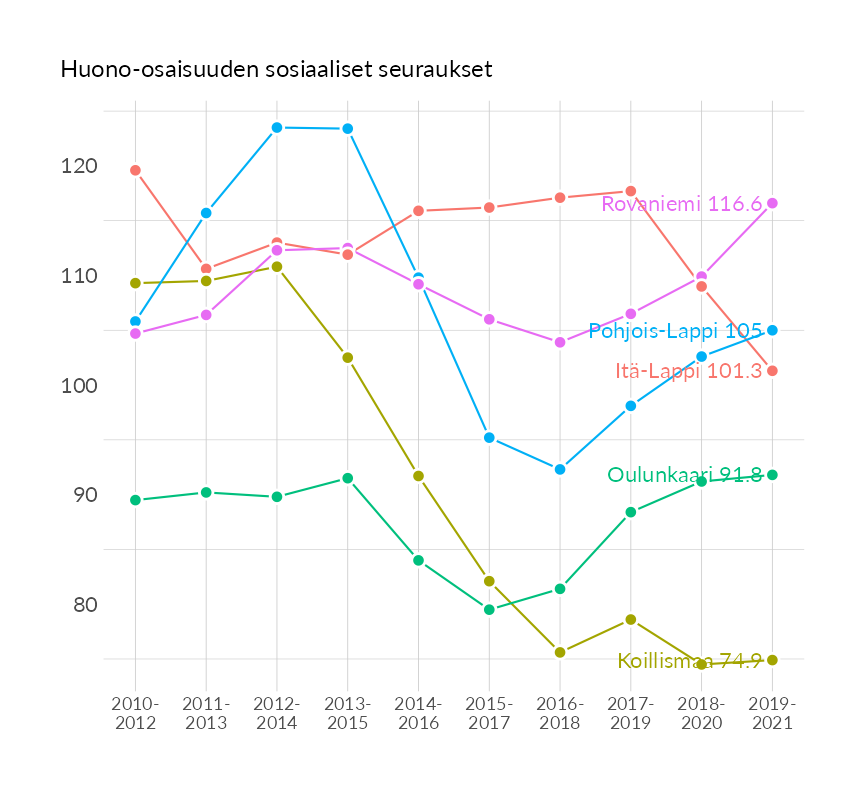 Huono-osaisuuden sosiaaliset seuraukset
120
Rovaniemi 116.6
110
Pohjois-Lappi 105
100
Itä-Lappi 101.3
90
Oulunkaari 91.8
80
Koillismaa 74.9
2010- 2011- 2012- 2013- 2014- 2015- 2016- 2017- 2018- 2019-
2012 2013 2014 2015 2016 2017 2018 2019 2020 2021